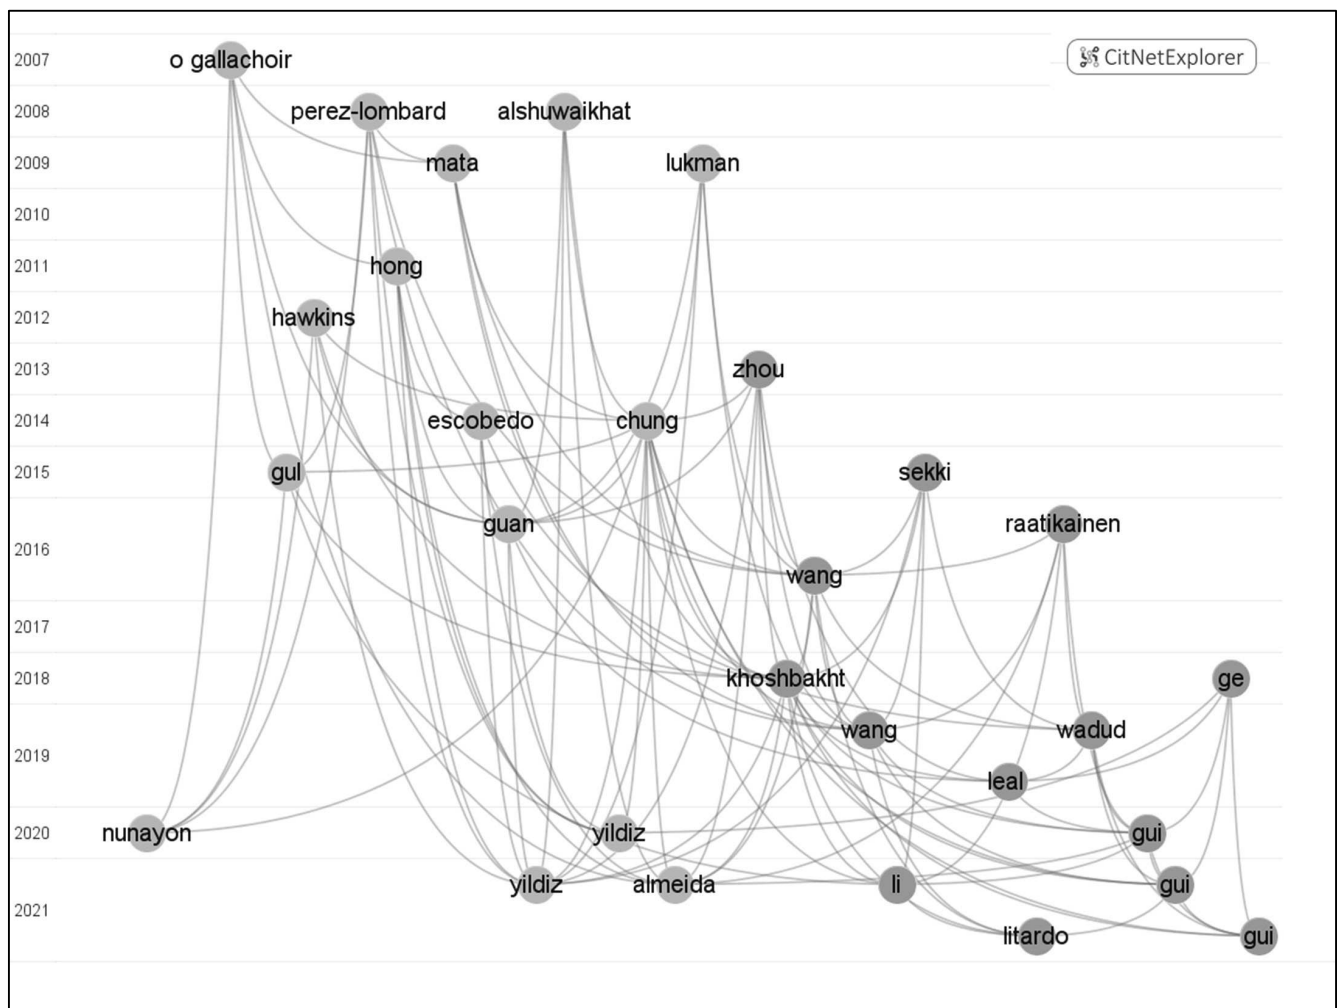 2007 o gallachoir CitNetExplorer
2008 perez-lombard alshuwaikhat
2009 mata lukman
2010
2011 hong
2012 hawkins
2013 zhou
2014 escobedo chung
2015 gul sekki
guan raatikainen
2016
wang
2017
2018 khoshbakht ge
wang wadud
2019
leal
2020 nunayon yildiz gui
yildiz almeida li gui
2021
litardo gui